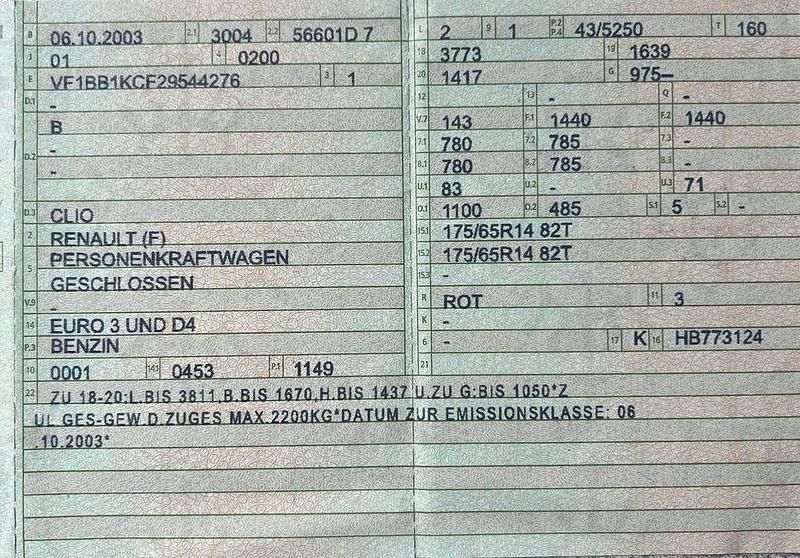 B 06.10.2003 2.1 3004 2.2 56601D 7
J 01 4 0200
E VF1BB1KCF29544276 3 1
D.1 -
B
D.2 -
-
D.3 CLIO
2 RENAULT (F)
5 PERSONENKRAFTWAGEN
GESCHLOSSEN
V.9 -
14 EURO 3 UND D4
P.3 BENZIN
10 0001 14.1 0453 P.1 1149
L 2 9 1 P.2 P.4 43/5250 T 160
18 3773 19 1639
20 1417 G 975–
12 13 - Q -
V.7 143 F.1 1440 F.2 1440
7.1 780 7.2 785 7.3 -
8.1 780 8.2 785 8.3 -
U.1 83 U.2 - U.3 71
O.1 1100 O.2 485 S.1 5 S.2 -
15.1 175/65R14 82T
15.2 175/65R14 82T
15.3 -
R ROT 11 3
K -
6 - 17 K 16 HB773124
21
22 ZU 18-20:L.BIS 3811,B.BIS 1670,H.BIS 1437 U.ZU G:BIS 1050*Z
UL GES-GEW D.ZUGES MAX.2200KG*DATUM ZUR EMISSIONSKLASSE: 06
.10.2003*